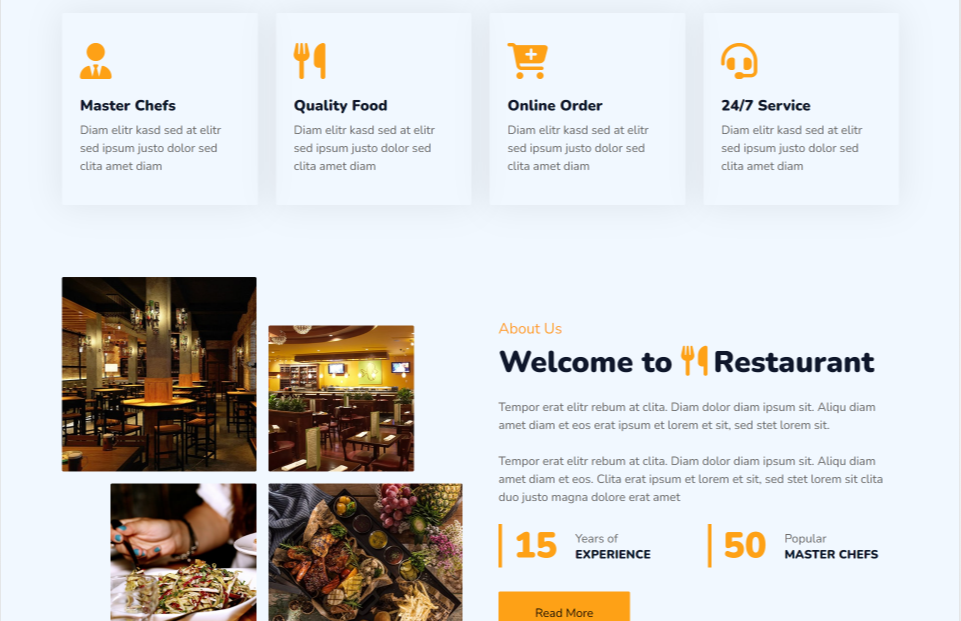 Master Chefs
Diam elitr kasd sed at elitr
sed ipsum justo dolor sed
clita amet diam
Quality Food
Diam elitr kasd sed at elitr
sed ipsum justo dolor sed
clita amet diam
Online Order
Diam elitr kasd sed at elitr
sed ipsum justo dolor sed
clita amet diam
24/7 Service
Diam elitr kasd sed at elitr
sed ipsum justo dolor sed
clita amet diam
About Us
Welcome to Restaurant
Tempor erat elitr rebum at clita. Diam dolor diam ipsum sit. Aliqu diam
amet diam et eos erat ipsum et lorem et sit, sed stet lorem sit.
Tempor erat elitr rebum at clita. Diam dolor diam ipsum sit. Aliqu diam
amet diam et eos. Clita erat ipsum et lorem et sit, sed stet lorem sit clita
duo justo magna dolore erat amet
15
Years of
EXPERIENCE
50
Popular
MASTER CHEFS
Read More